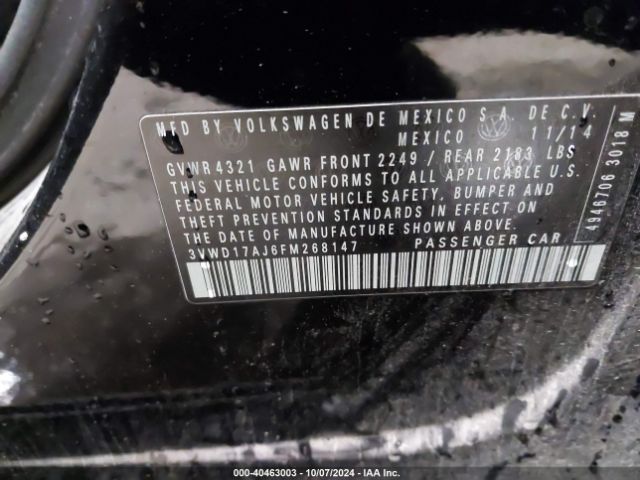 MFD BY VOLKSWAGEN DE MEXICO S.A. DE C.V.
MEXICO 11/14
GVWR 4321 GAWR FRONT 2249 / REAR 2183 LBS
THIS VEHICLE CONFORMS TO ALL APPLICABLE U.S.
FEDERAL MOTOR VEHICLE SAFETY, BUMPER AND
THEFT PREVENTION STANDARDS IN EFFECT ON
THE DATE OF MANUFACTURE SHOWN ABOVE.
3VWD17AJ6FM268147 PASSENGER CAR
4346706 3018 M
000-40463003 - 10/07/2024 - IAA Inc.